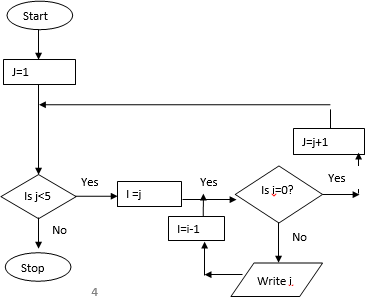 Start
J=1
J=j+1
Is j<5
Yes
I =j
Yes
Is i=0?
Yes
No
I=i-1
No
Stop
Write i
4